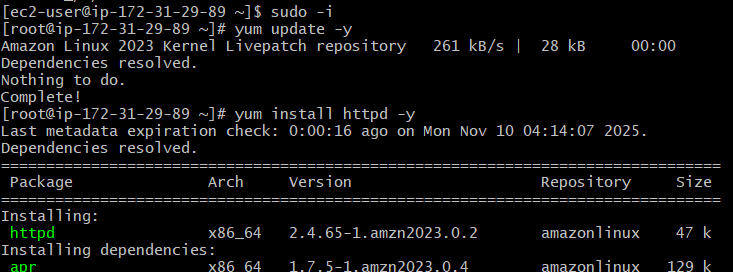 [ec2-user@ip-172-31-29-89 ~]$ sudo -i
[root@ip-172-31-29-89 ~]# yum update -y
Amazon Linux 2023 Kernel Livepatch repository   261 kB/s |  28 kB     00:00
Dependencies resolved.
Nothing to do.
Complete!
[root@ip-172-31-29-89 ~]# yum install httpd -y
Last metadata expiration check: 0:00:16 ago on Mon Nov 10 04:14:07 2025.
Dependencies resolved.
================================================================================
 Package              Arch     Version                     Repository     Size
================================================================================
Installing:
 httpd                x86_64   2.4.65-1.amzn2023.0.2       amazonlinux    47 k
Installing dependencies:
 apr                  x86_64   1.7.5-1.amzn2023.0.4        amazonlinux   129 k